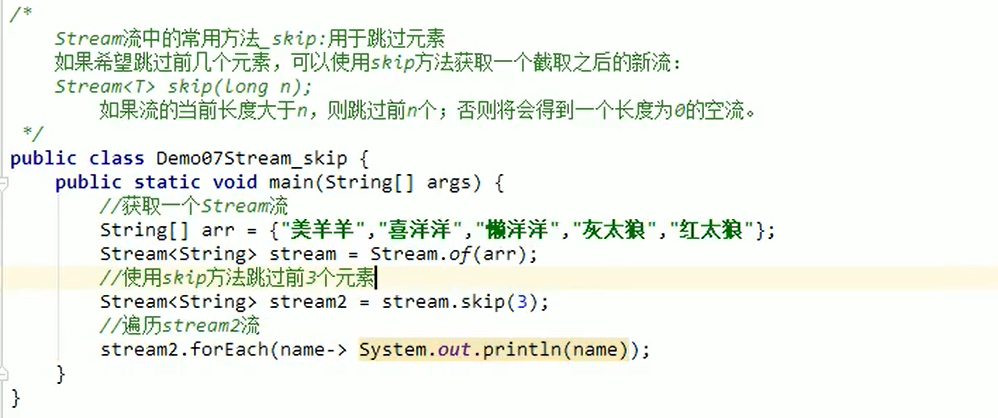 /*
    Stream流中的常用方法_skip:用于跳过元素
    如果希望跳过前几个元素，可以使用skip方法获取一个截取之后的新流：
    Stream<T> skip(long n);
        如果流的当前长度大于n，则跳过前n个；否则将会得到一个长度为0的空流。
 */
public class Demo07Stream_skip {
    public static void main(String[] args) {
        //获取一个Stream流
        String[] arr = {"美羊羊","喜洋洋","懒洋洋","灰太狼","红太狼"};
        Stream<String> stream = Stream.of(arr);
        //使用skip方法跳过前3个元素
        Stream<String> stream2 = stream.skip(3);
        //遍历stream2流
        stream2.forEach(name-> System.out.println(name));
    }
}